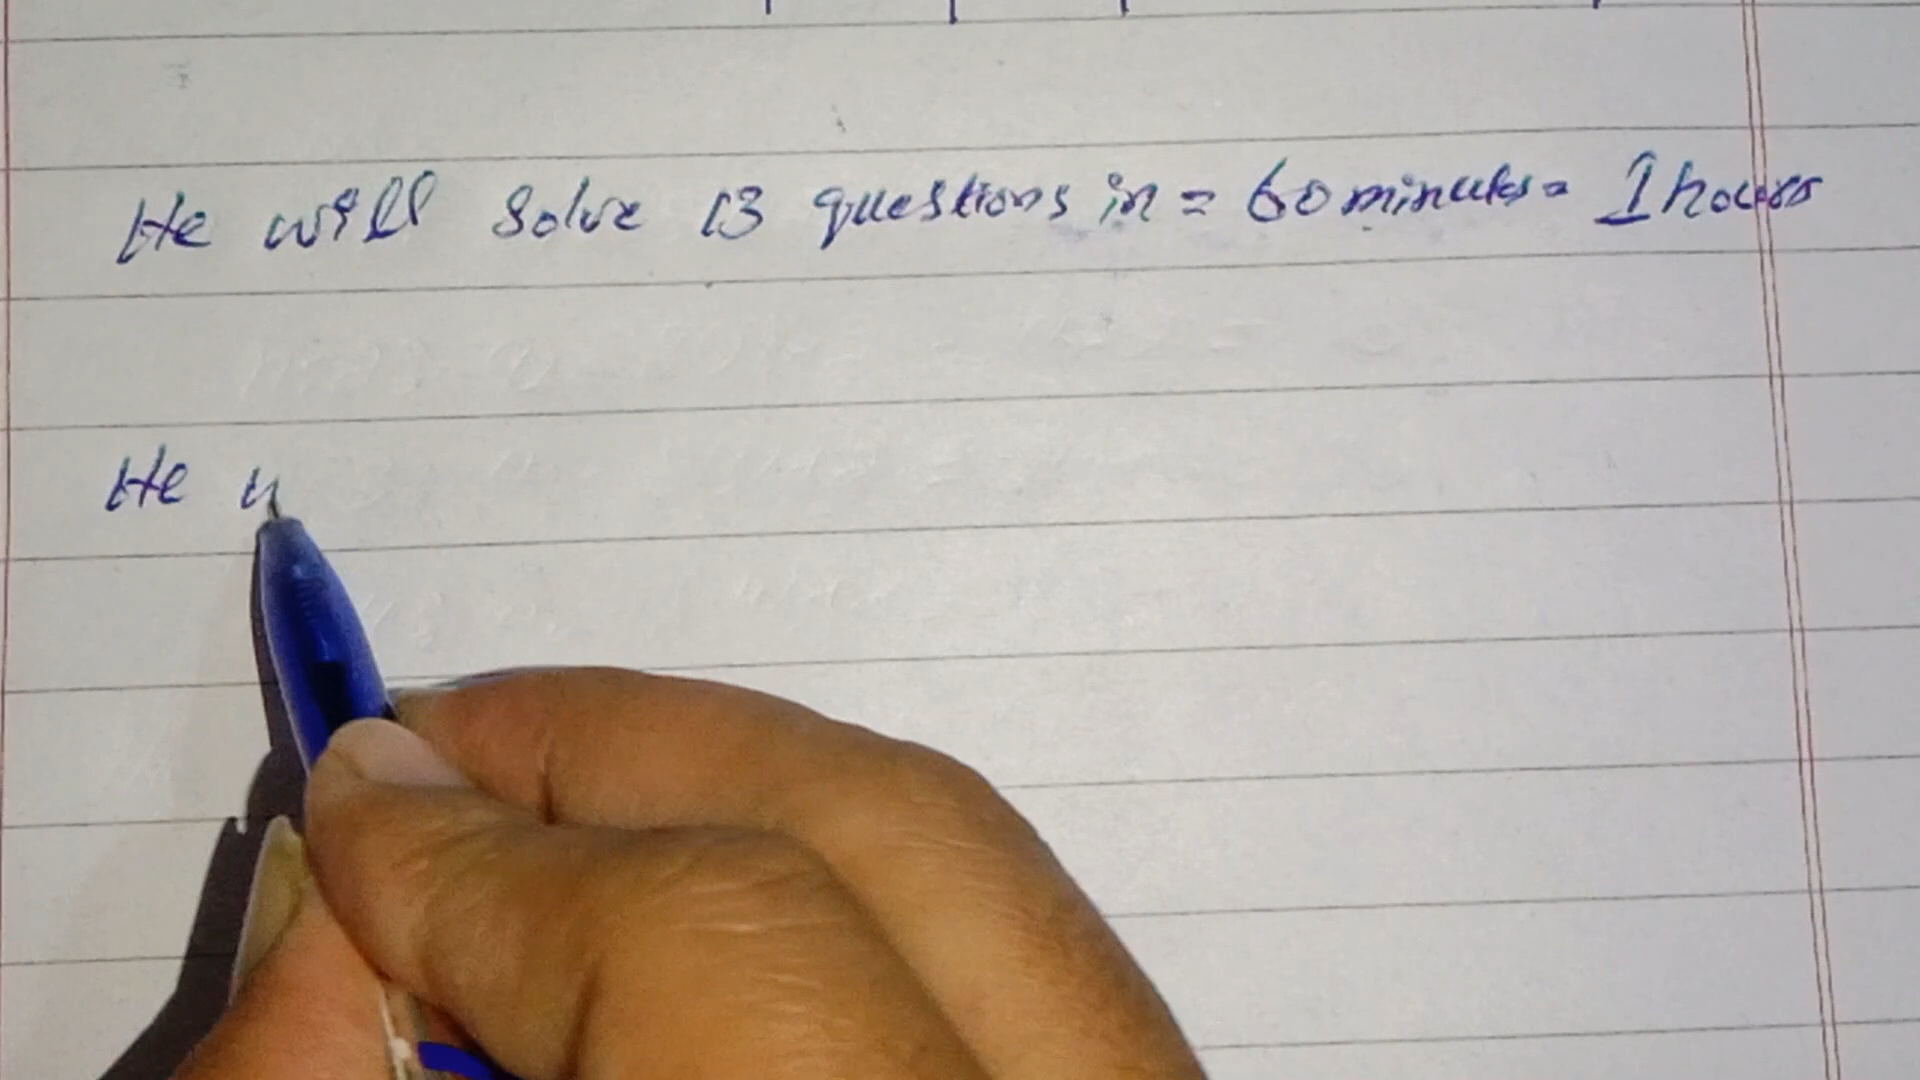 He will solve 13 questions in = 60 minutes = 1 hours
He